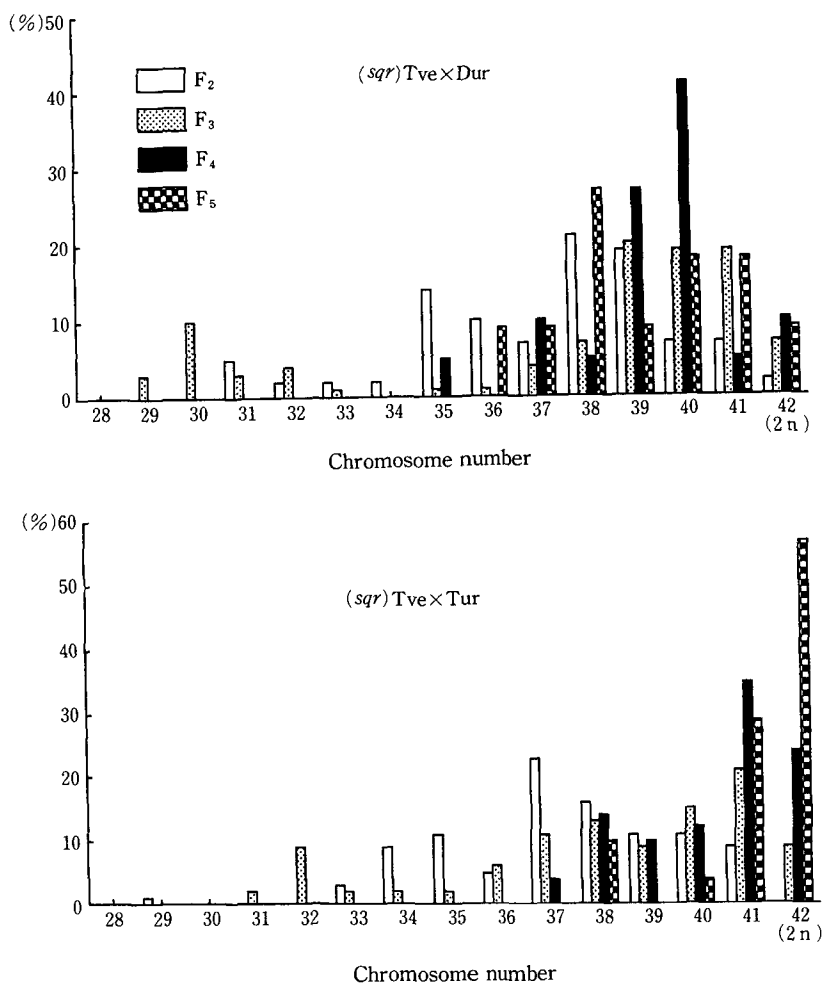 (%)50
(sqr)Tve×Dur
F₂
F₃
F₄
F₅
40
30
20
10
0
28 29 30 31 32 33 34 35 36 37 38 39 40 41 42
(2n)
Chromosome number
(%)60
(sqr)Tve×Tur
50
40
30
20
10
0
28 29 30 31 32 33 34 35 36 37 38 39 40 41 42
(2n)
Chromosome number